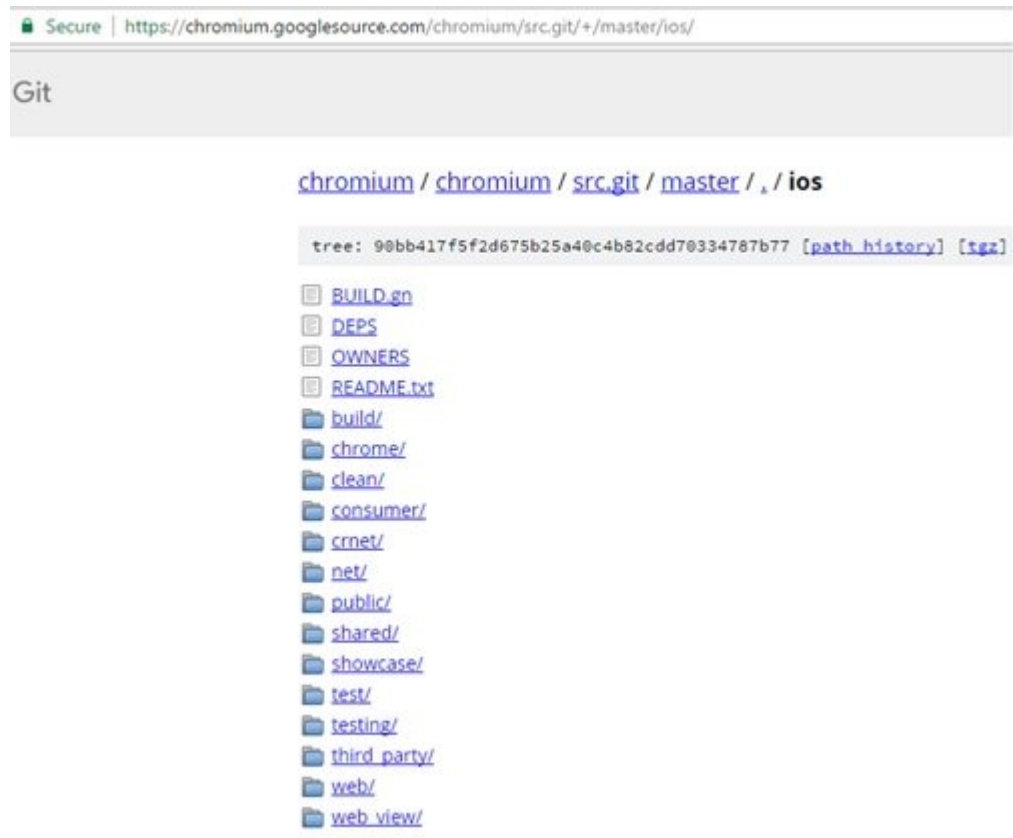 Secure | https://chromium.googlesource.com/chromium/src.git/+/master/ios/
Git
chromium / chromium / src.git / master / . / ios
tree: 90bb417f5f2d675b25a40c4b82cdd70334787b77 [path history] [tgz]
BUILD.gn
DEPS
OWNERS
README.txt
build/
chrome/
clean/
consumer/
crnet/
net/
public/
shared/
showcase/
test/
testing/
third_party/
web/
web_view/